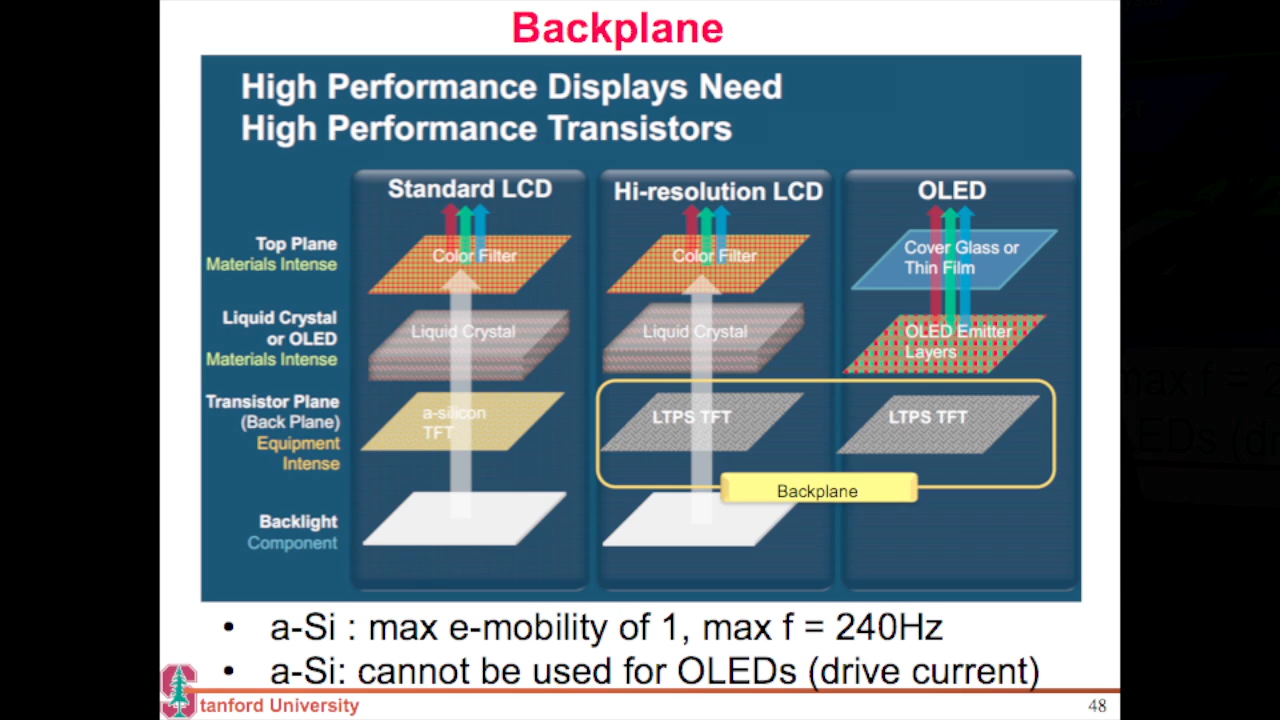 Backplane
High Performance Displays Need
High Performance Transistors
Standard LCD
Hi-resolution LCD
OLED
Top Plane
Materials Intense
Color Filter
Color Filter
Cover Glass or
Thin Film
Liquid Crystal
or OLED
Materials Intense
Liquid Crystal
Liquid Crystal
OLED Emitter
Layers
Transistor Plane
(Back Plane)
Equipment
Intense
a-silicon
TFT
LTPS TFT
LTPS TFT
Backplane
Backlight
Component
• a-Si : max e-mobility of 1, max f = 240Hz
• a-Si: cannot be used for OLEDs (drive current)
Stanford University
48